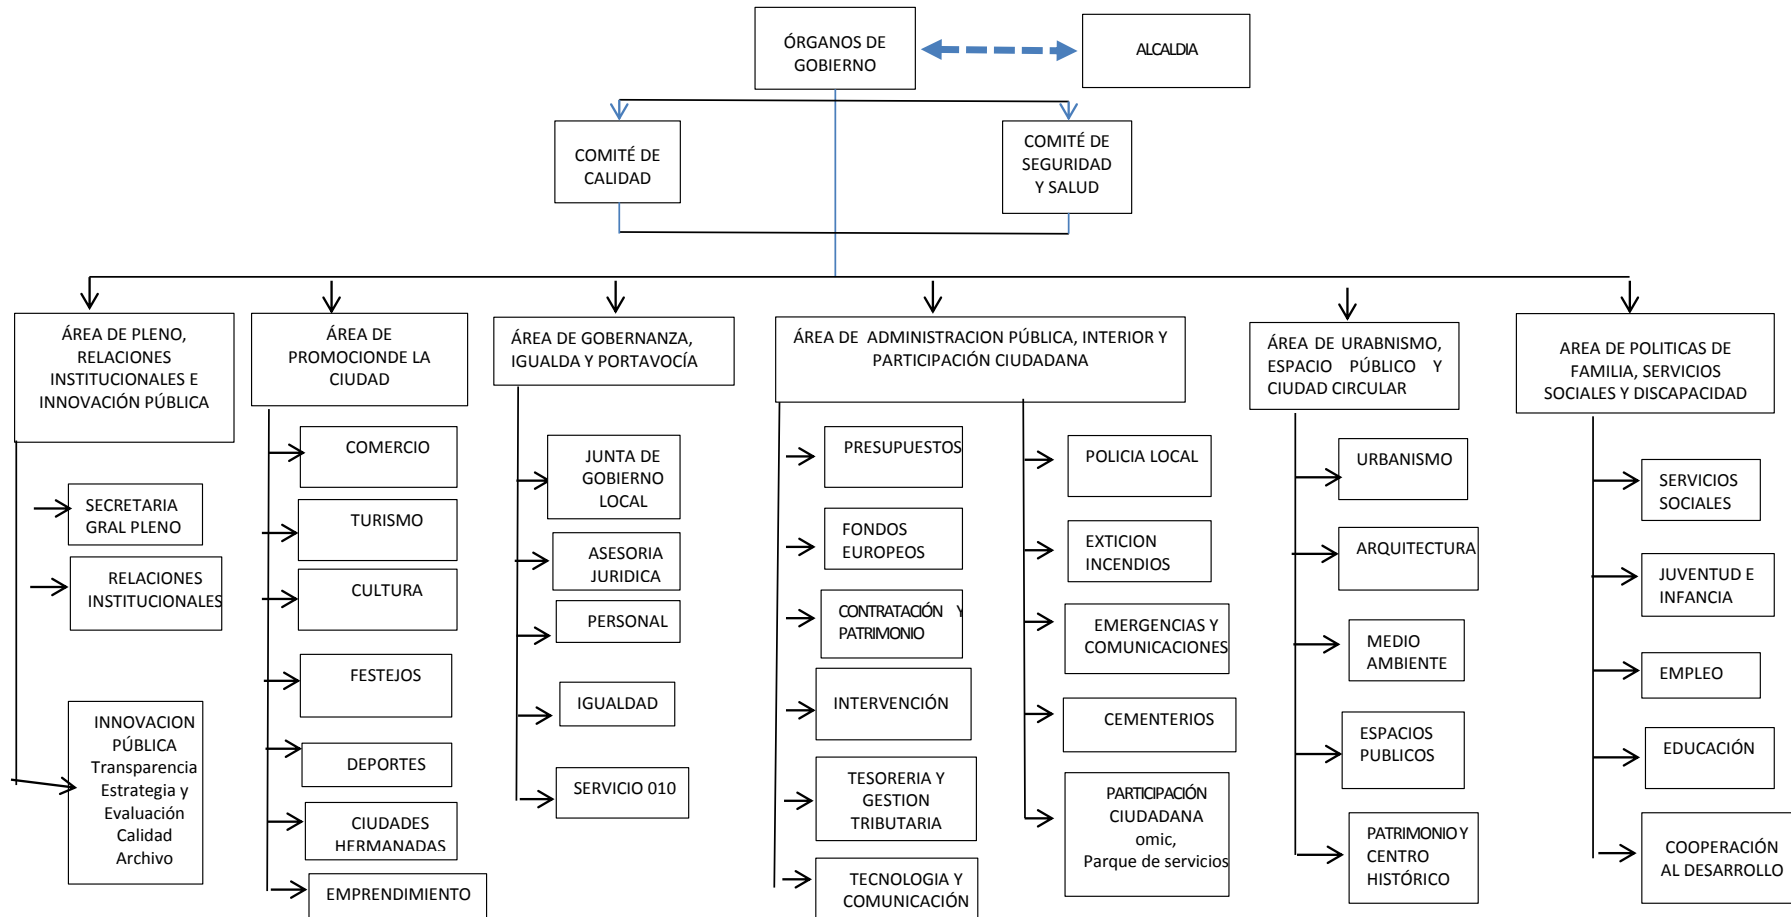 ÓRGANOS DE
GOBIERNO
ALCALDIA
COMITÉ DE
CALIDAD
COMITÉ DE
SEGURIDAD
Y SALUD
ÁREA DE PLENO,
RELACIONES
INSTITUCIONALES E
INNOVACIÓN PÚBLICA
SECRETARIA
GRAL PLENO
RELACIONES
INSTITUCIONALES
INNOVACION
PÚBLICA
Transparencia
Estrategia y
Evaluación
Calidad
Archivo
ÁREA DE
PROMOCIONDE LA
CIUDAD
COMERCIO
TURISMO
CULTURA
FESTEJOS
DEPORTES
CIUDADES
HERMANADAS
EMPRENDIMIENTO
ÁREA DE GOBERNANZA,
IGUALDA Y PORTAVOCÍA
JUNTA DE
GOBIERNO
LOCAL
ASESORIA
JURIDICA
PERSONAL
IGUALDAD
SERVICIO 010
ÁREA DE ADMINISTRACION PÚBLICA, INTERIOR Y
PARTICIPACIÓN CIUDADANA
PRESUPUESTOS
FONDOS
EUROPEOS
CONTRATACIÓN Y
PATRIMONIO
INTERVENCIÓN
TESORERIA Y
GESTION
TRIBUTARIA
TECNOLOGIA Y
COMUNICACIÓN
POLICIA LOCAL
EXTICION
INCENDIOS
EMERGENCIAS Y
COMUNICACIONES
CEMENTERIOS
PARTICIPACIÓN
CIUDADANA
omic,
Parque de servicios
ÁREA DE URABNISMO,
ESPACIO PÚBLICO Y
CIUDAD CIRCULAR
URBANISMO
ARQUITECTURA
MEDIO
AMBIENTE
ESPACIOS
PUBLICOS
PATRIMONIO Y
CENTRO
HISTÓRICO
AREA DE POLITICAS DE
FAMILIA, SERVICIOS
SOCIALES Y DISCAPACIDAD
SERVICIOS
SOCIALES
JUVENTUD E
INFANCIA
EMPLEO
EDUCACIÓN
COOPERACIÓN
AL DESARROLLO